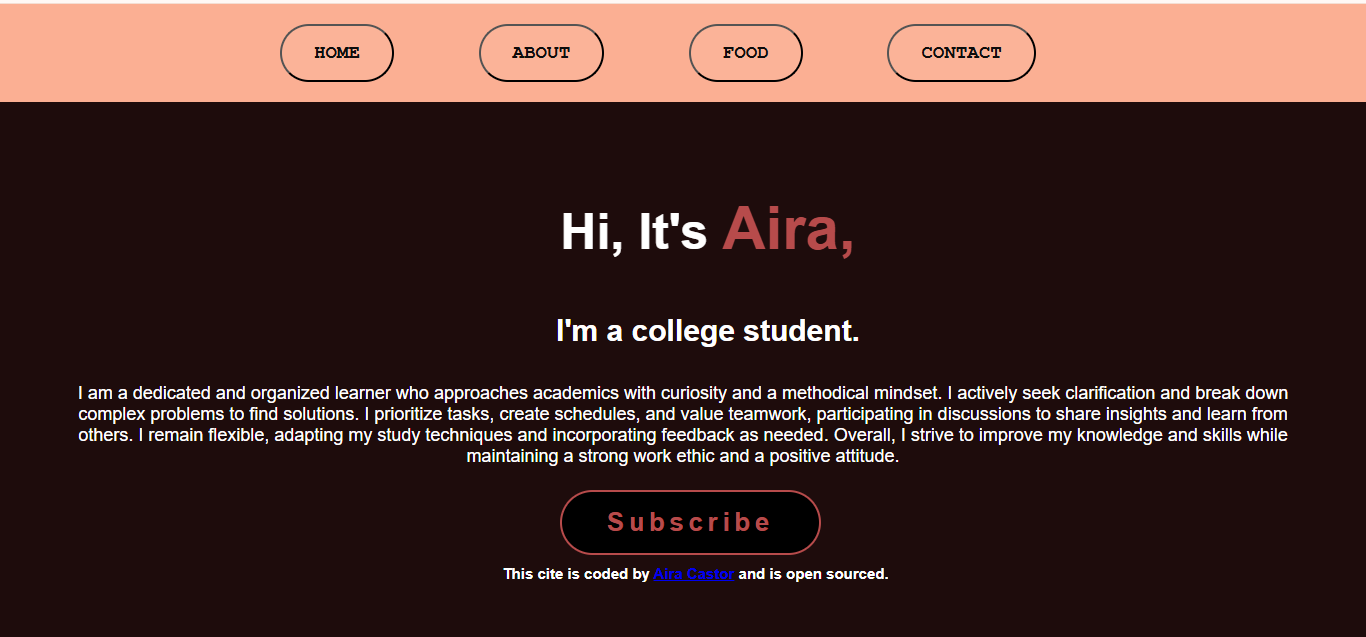 HOME ABOUT FOOD CONTACT
Hi, It's Aira,
I'm a college student.
I am a dedicated and organized learner who approaches academics with curiosity and a methodical mindset. I actively seek clarification and break down
complex problems to find solutions. I prioritize tasks, create schedules, and value teamwork, participating in discussions to share insights and learn from
others. I remain flexible, adapting my study techniques and incorporating feedback as needed. Overall, I strive to improve my knowledge and skills while
maintaining a strong work ethic and a positive attitude.
Subscribe
This cite is coded by Aira Castor and is open sourced.